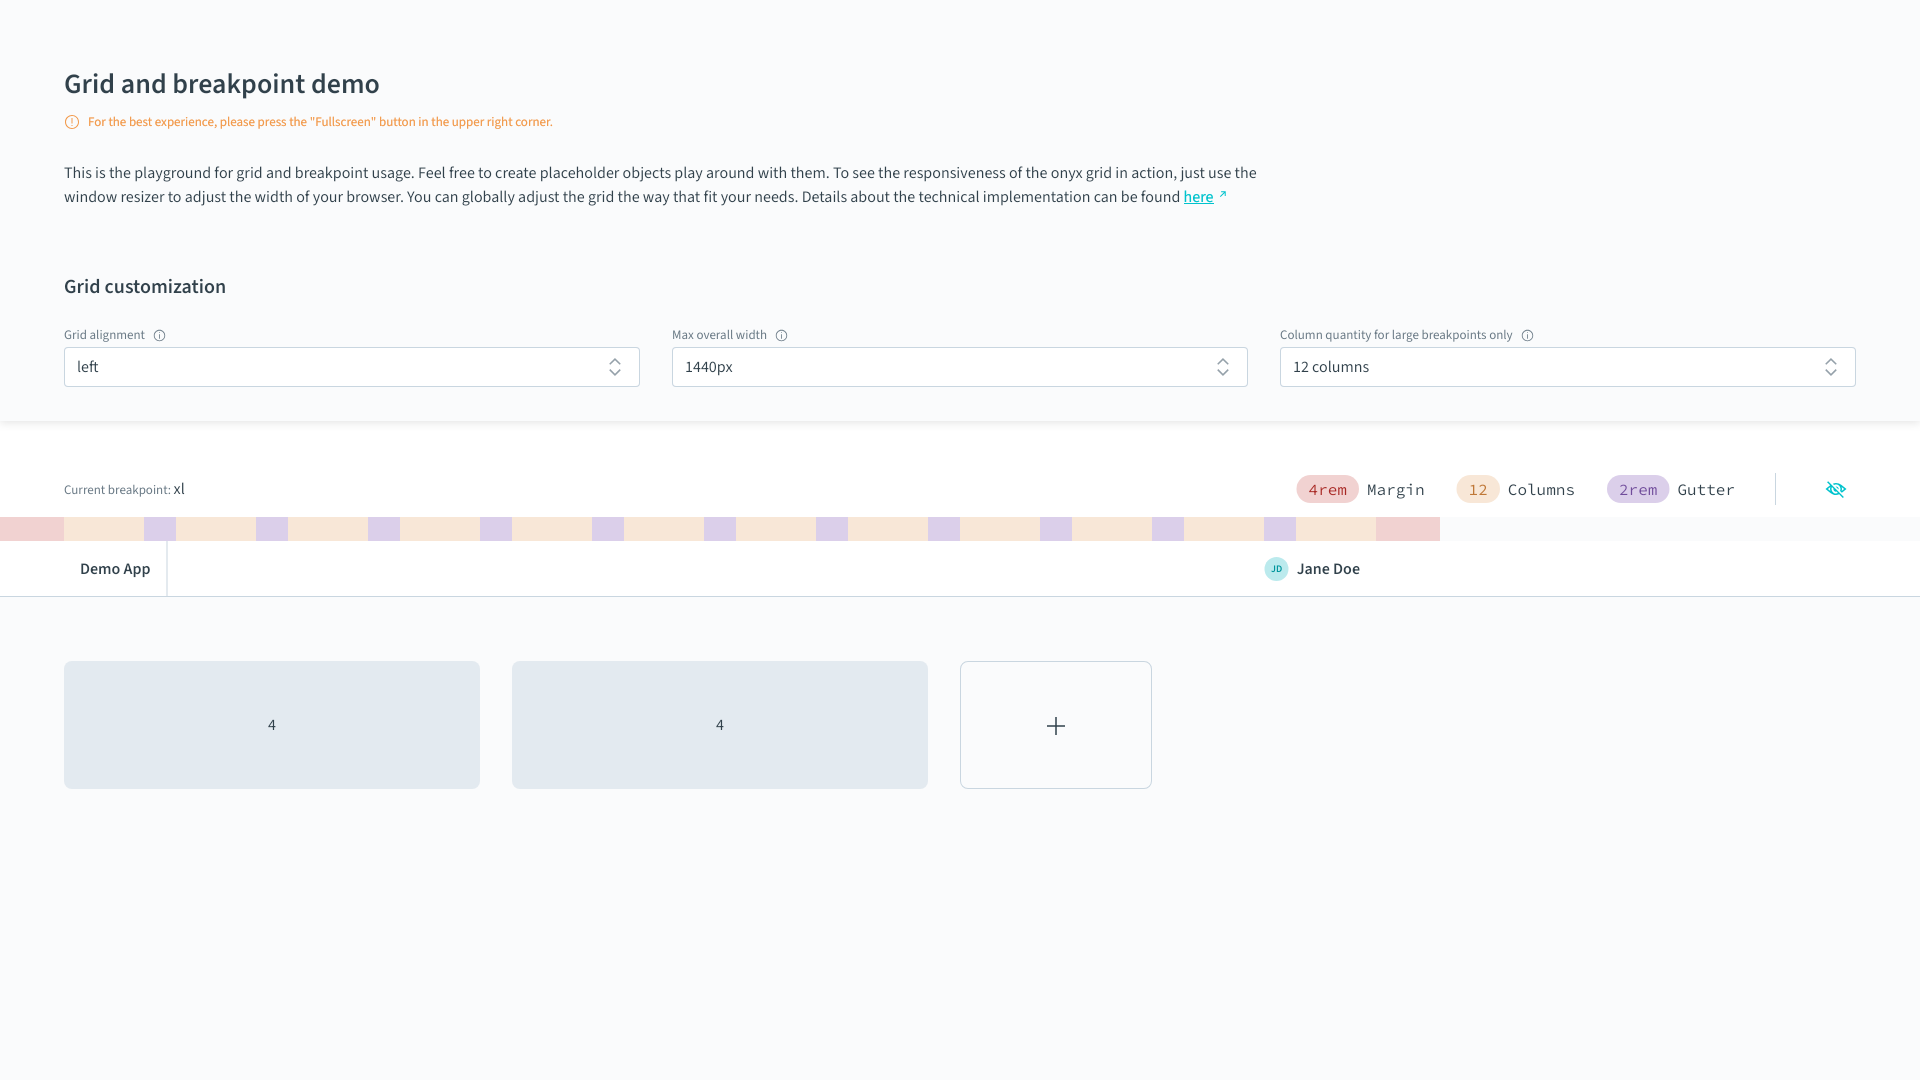 Grid and breakpoint demo
For the best experience, please press the "Fullscreen" button in the upper right corner.
This is the playground for grid and breakpoint usage. Feel free to create placeholder objects play around with them. To see the responsiveness of the onyx grid in action, just use the
window resizer to adjust the width of your browser. You can globally adjust the grid the way that fit your needs. Details about the technical implementation can be found here
Grid customization
Grid alignment
left
Max overall width
1440px
Column quantity for large breakpoints only
12 columns
Current breakpoint: xl
4rem Margin
12 Columns
2rem Gutter
Demo App
JD Jane Doe
4
4